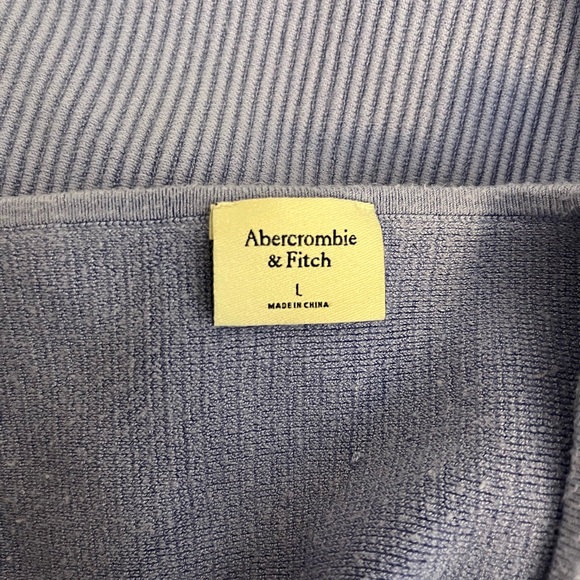 Abercrombie
& Fitch
L
MADE IN CHINA